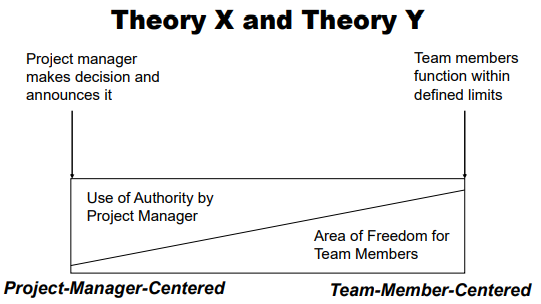 Theory X and Theory Y
Project manager
makes decision and
announces it
Team members
function within
defined limits
Use of Authority by
Project Manager
Area of Freedom for
Team Members
Project-Manager-Centered
Team-Member-Centered